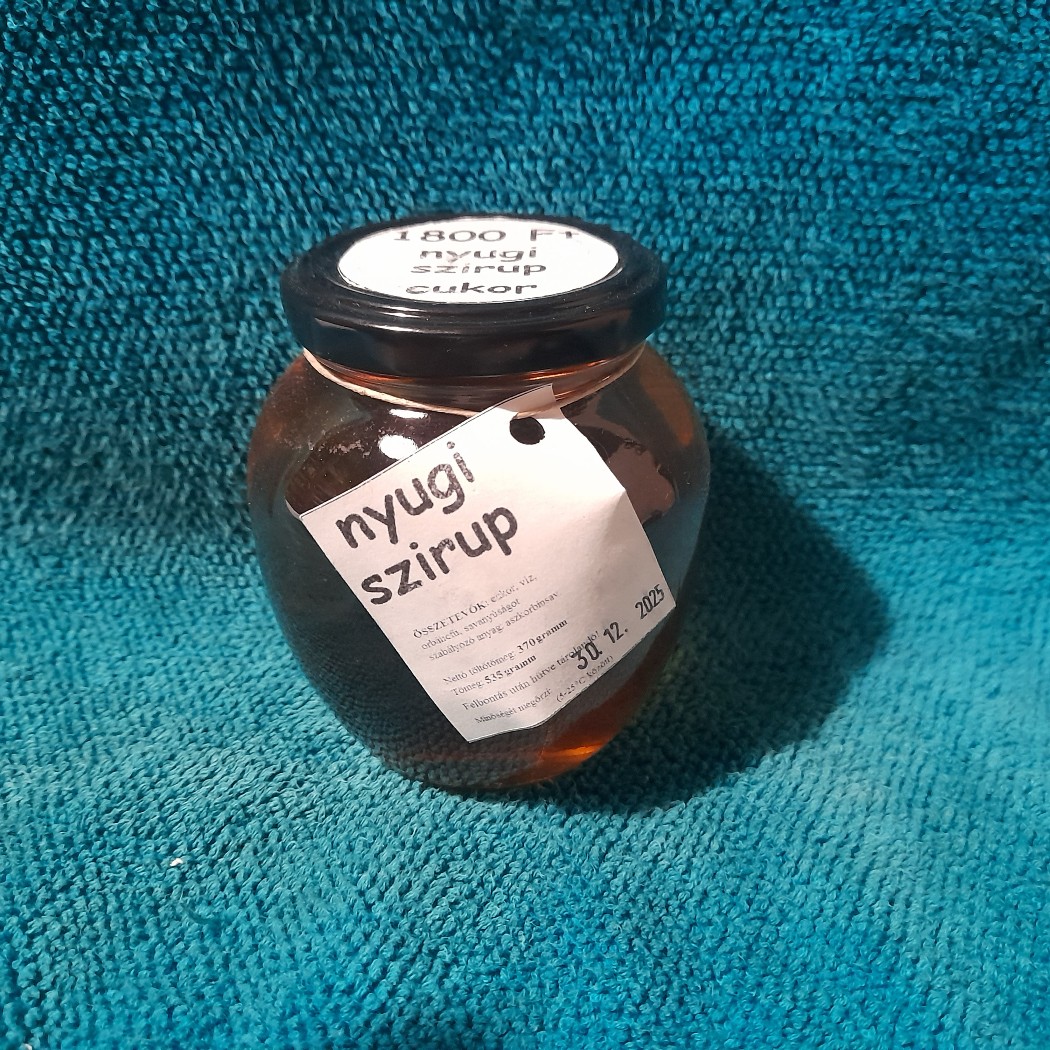 1800 Ft
nyugi
szirup
cukor
nyugi
szirup
ÖSSZETEVŐK: cukor, víz,
orbáncfű, savanyúságot
szabályozó anyag: aszkorbinsav
Nettó töltőtömeg: 370 gramm
Tömeg: 535 gramm
Felbontás után hűtve tárolandó!
Minőségét megőrzi:
30. 12. 2025